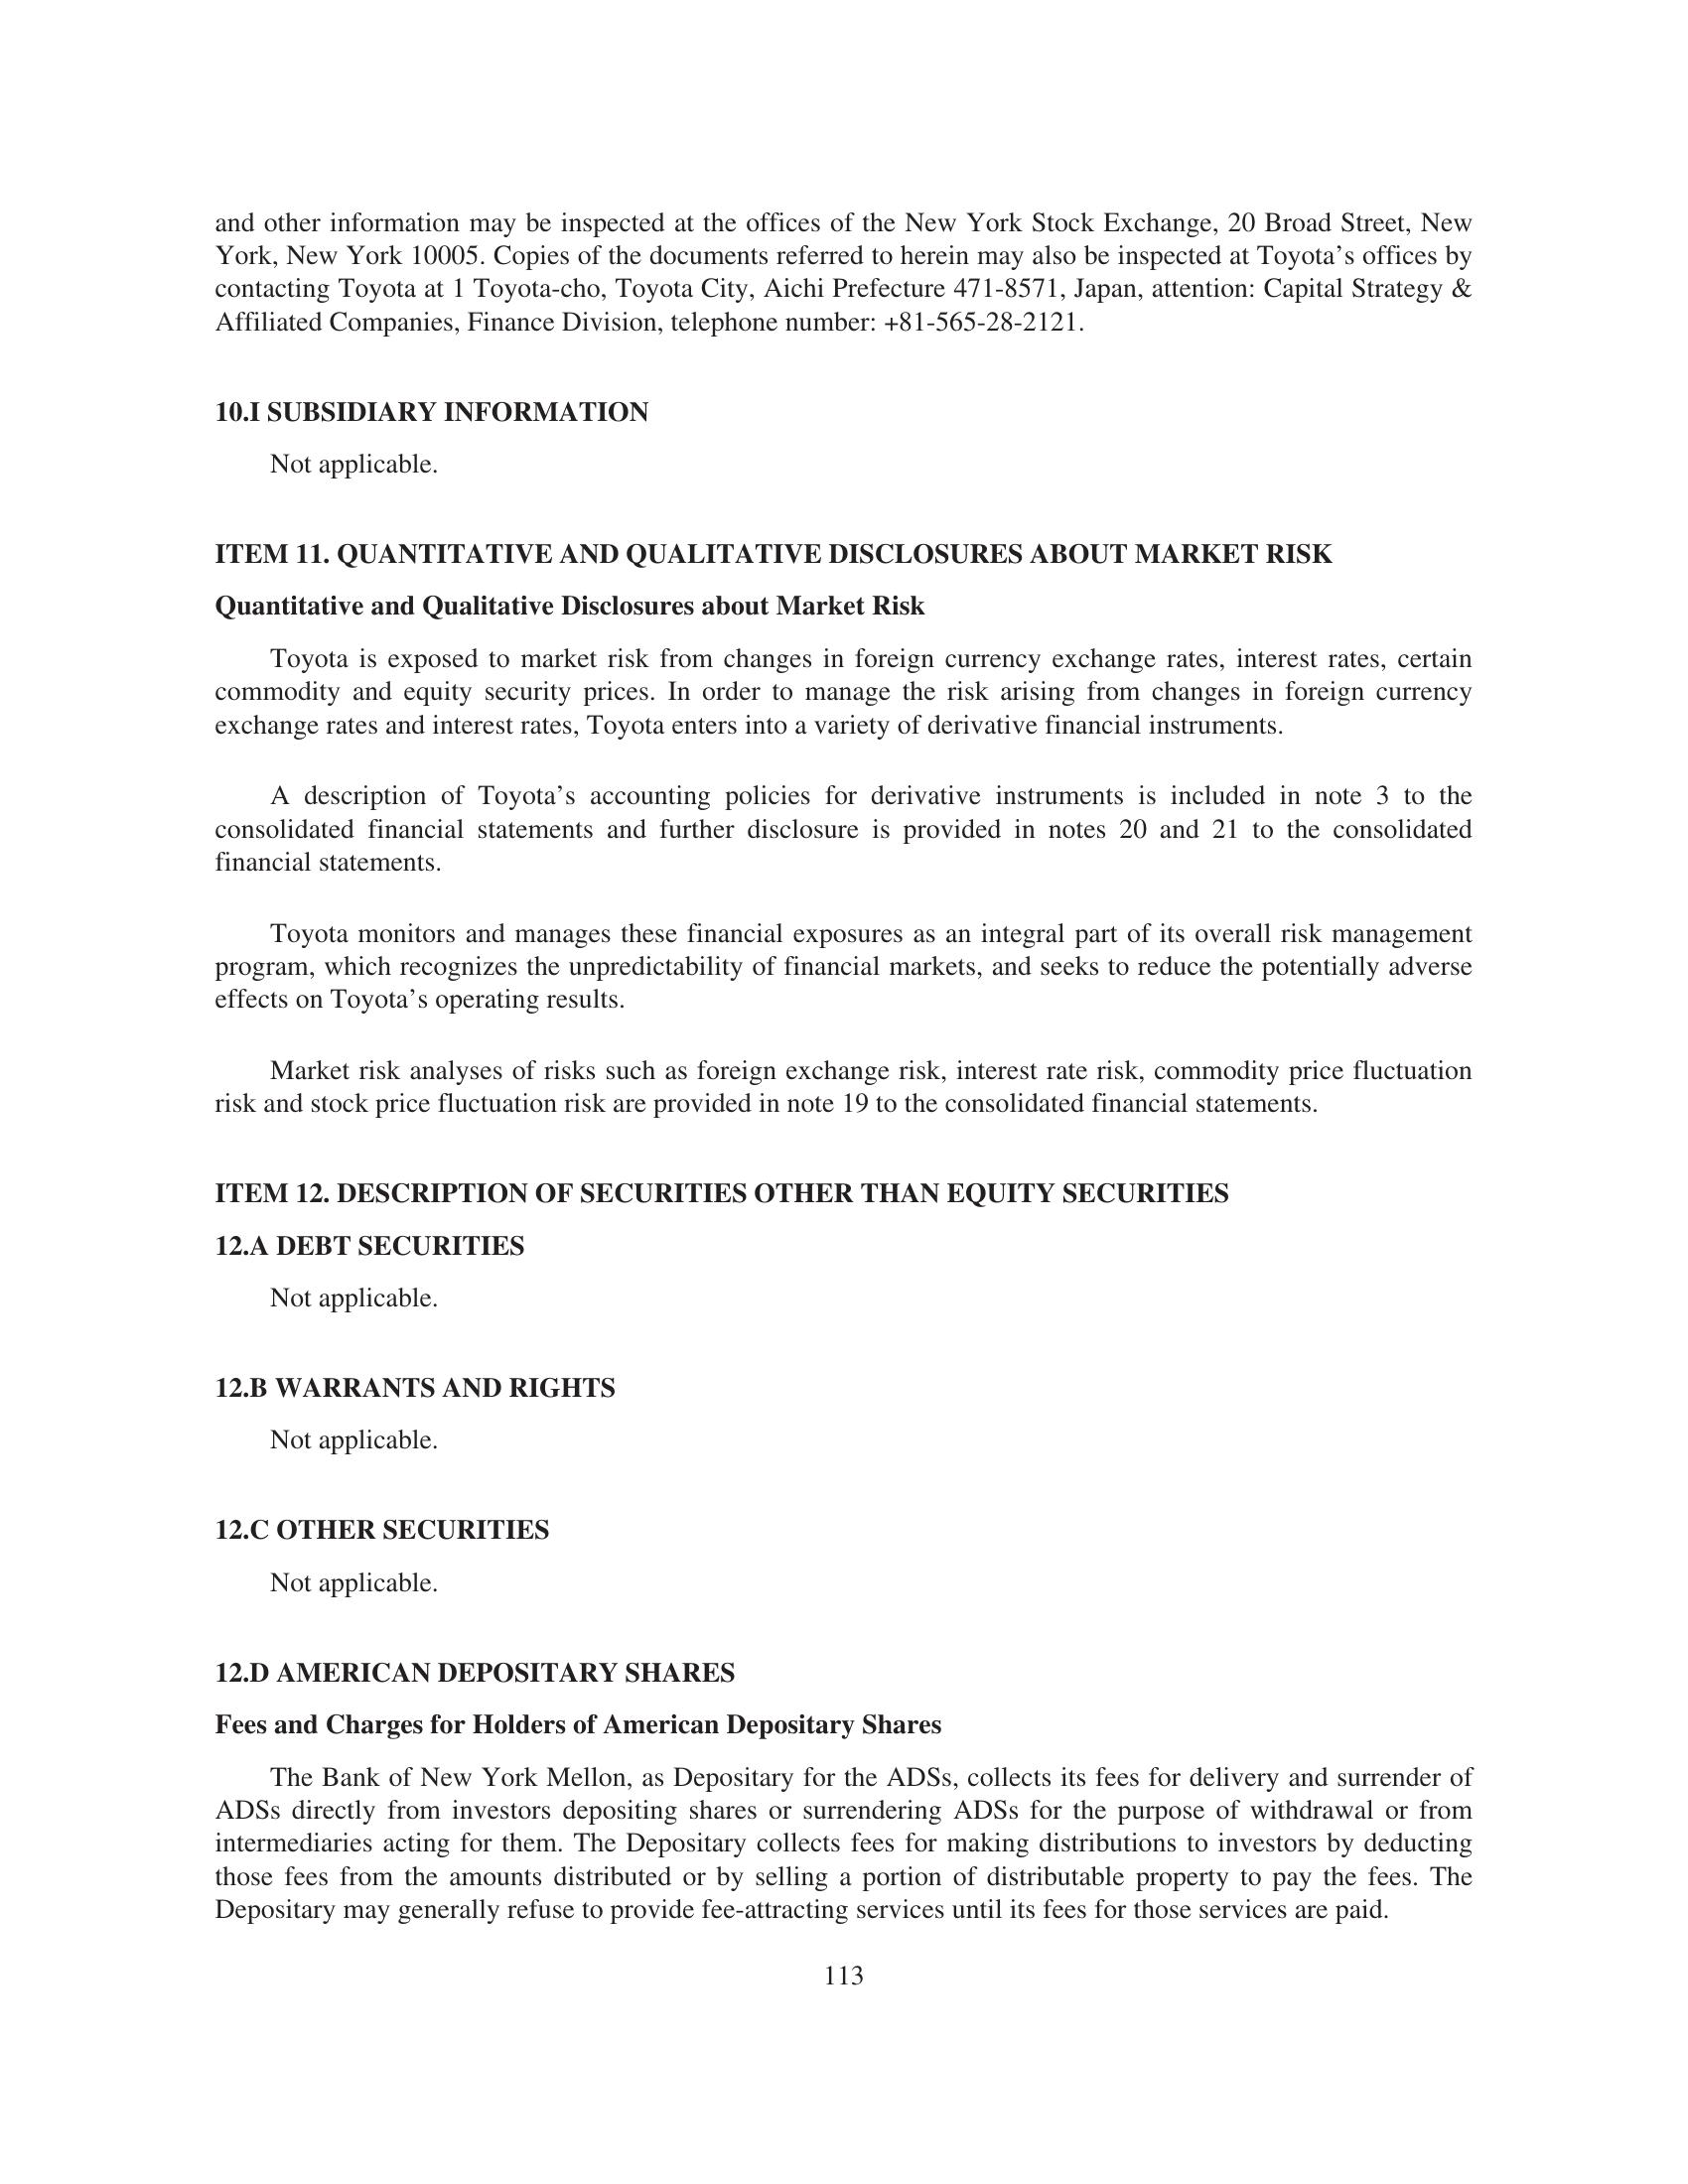 and other information may be inspected at the offices of the New York Stock Exchange, 20 Broad Street, New
York, New York 10005. Copies of the documents referred to herein may also be inspected at Toyota’s offices by
contacting Toyota at 1 Toyota-cho, Toyota City, Aichi Prefecture 471-8571, Japan, attention: Capital Strategy &
Affiliated Companies, Finance Division, telephone number: +81-565-28-2121.
10.I SUBSIDIARY INFORMATION
Not applicable.
ITEM 11. QUANTITATIVE AND QUALITATIVE DISCLOSURES ABOUT MARKET RISK
Quantitative and Qualitative Disclosures about Market Risk
Toyota is exposed to market risk from changes in foreign currency exchange rates, interest rates, certain
commodity and equity security prices. In order to manage the risk arising from changes in foreign currency
exchange rates and interest rates, Toyota enters into a variety of derivative financial instruments.
A description of Toyota’s accounting policies for derivative instruments is included in note 3 to the
consolidated financial statements and further disclosure is provided in notes 20 and 21 to the consolidated
financial statements.
Toyota monitors and manages these financial exposures as an integral part of its overall risk management
program, which recognizes the unpredictability of financial markets, and seeks to reduce the potentially adverse
effects on Toyota’s operating results.
Market risk analyses of risks such as foreign exchange risk, interest rate risk, commodity price fluctuation
risk and stock price fluctuation risk are provided in note 19 to the consolidated financial statements.
ITEM 12. DESCRIPTION OF SECURITIES OTHER THAN EQUITY SECURITIES
12.A DEBT SECURITIES
Not applicable.
12.B WARRANTS AND RIGHTS
Not applicable.
12.C OTHER SECURITIES
Not applicable.
12.D AMERICAN DEPOSITARY SHARES
Fees and Charges for Holders of American Depositary Shares
The Bank of New York Mellon, as Depositary for the ADSs, collects its fees for delivery and surrender of
ADSs directly from investors depositing shares or surrendering ADSs for the purpose of withdrawal or from
intermediaries acting for them. The Depositary collects fees for making distributions to investors by deducting
those fees from the amounts distributed or by selling a portion of distributable property to pay the fees. The
Depositary may generally refuse to provide fee-attracting services until its fees for those services are paid.
113